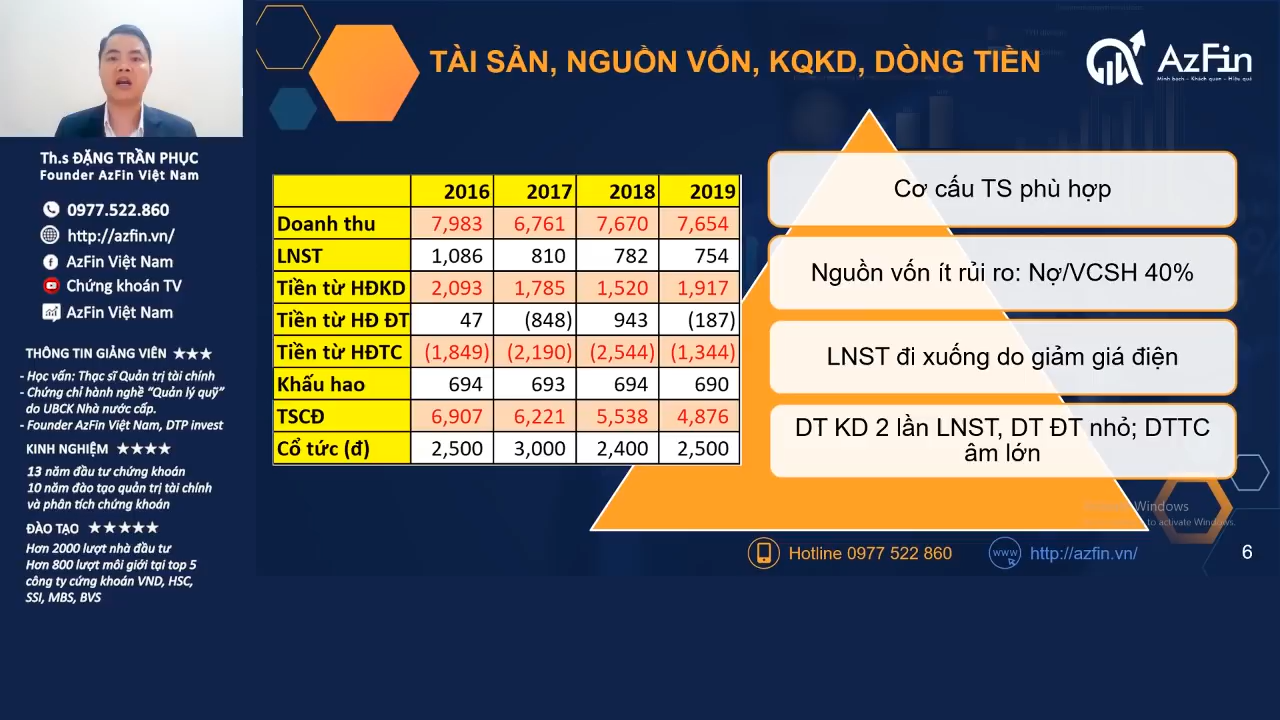 Th.s ĐẶNG TRẦN PHỤC
Founder AzFin Việt Nam
0977.522.860
http://azfin.vn/
AzFin Việt Nam
Chứng khoán TV
AzFin Việt Nam
THÔNG TIN GIẢNG VIÊN ★★★
- Học vấn: Thạc sĩ Quản trị tài chính
- Chứng chỉ hành nghề “Quản lý quỹ”
do UBCK Nhà nước cấp.
- Founder AzFin Việt Nam, DTP invest
KINH NGHIỆM ★★★★
13 năm đầu tư chứng khoán
10 năm đào tạo quản trị tài chính
và phân tích chứng khoán
ĐÀO TẠO ★★★★★
Hơn 2000 lượt nhà đầu tư
Hơn 800 lượt môi giới tại top 5
công ty cứng khoán VND, HSC,
SSI, MBS, BVS
TÀI SẢN, NGUỒN VỐN, KQKD, DÒNG TIỀN
AzFin
Minh bạch - Khách quan - Hiệu quả
2016 2017 2018 2019
Doanh thu 7,983 6,761 7,670 7,654
LNST 1,086 810 782 754
Tiền từ HĐKD 2,093 1,785 1,520 1,917
Tiền từ HĐ ĐT 47 (848) 943 (187)
Tiền từ HĐTC (1,849) (2,190) (2,544) (1,344)
Khấu hao 694 693 694 690
TSCĐ 6,907 6,221 5,538 4,876
Cổ tức (đ) 2,500 3,000 2,400 2,500
Cơ cấu TS phù hợp
Nguồn vốn ít rủi ro: Nợ/VCSH 40%
LNST đi xuống do giảm giá điện
DT KD 2 lần LNST, DT ĐT nhỏ; DTTC
âm lớn
Windows
to activate Windows.
Hotline 0977 522 860
www
http://azfin.vn/
6